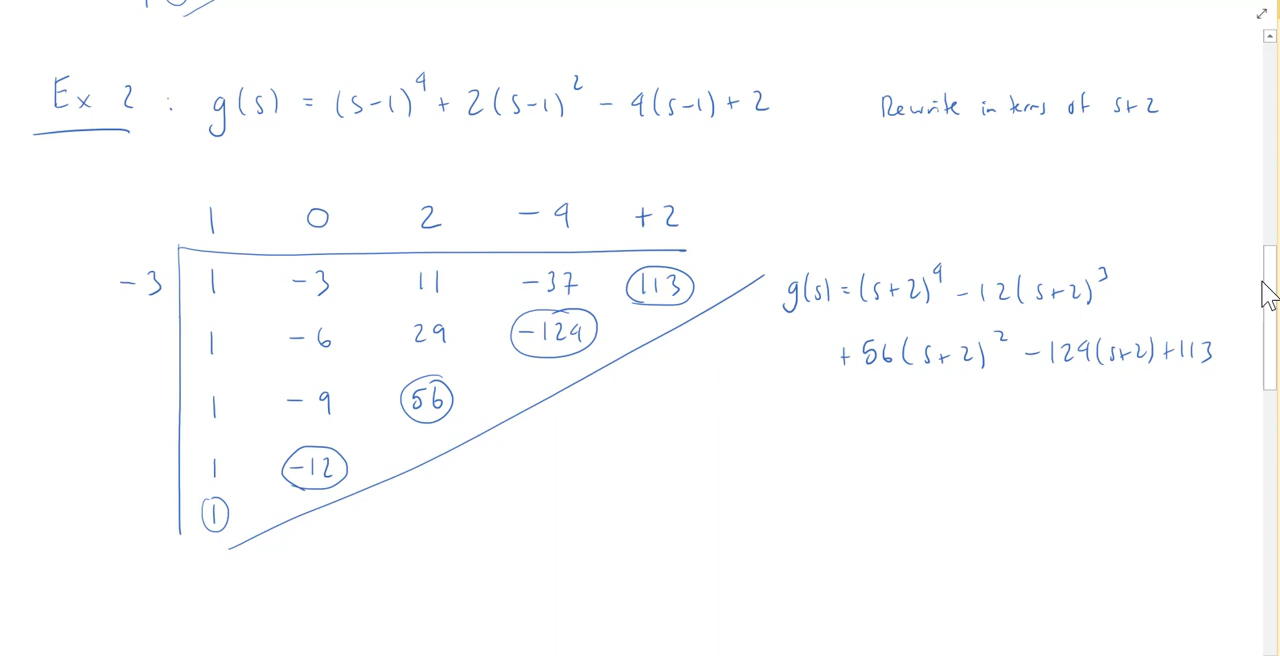 Ex 2 : g(s) = (s-1)⁴ + 2(s-1)² - 4(s-1) + 2 Rewrite in terms of s+2
1 0 2 -4 +2
-3 1 -3 11 -37 113
1 -6 29 -124
1 -9 56
1 -12
1
g(s) = (s+2)⁴ - 12(s+2)³
+ 56(s+2)² - 124(s+2) + 113